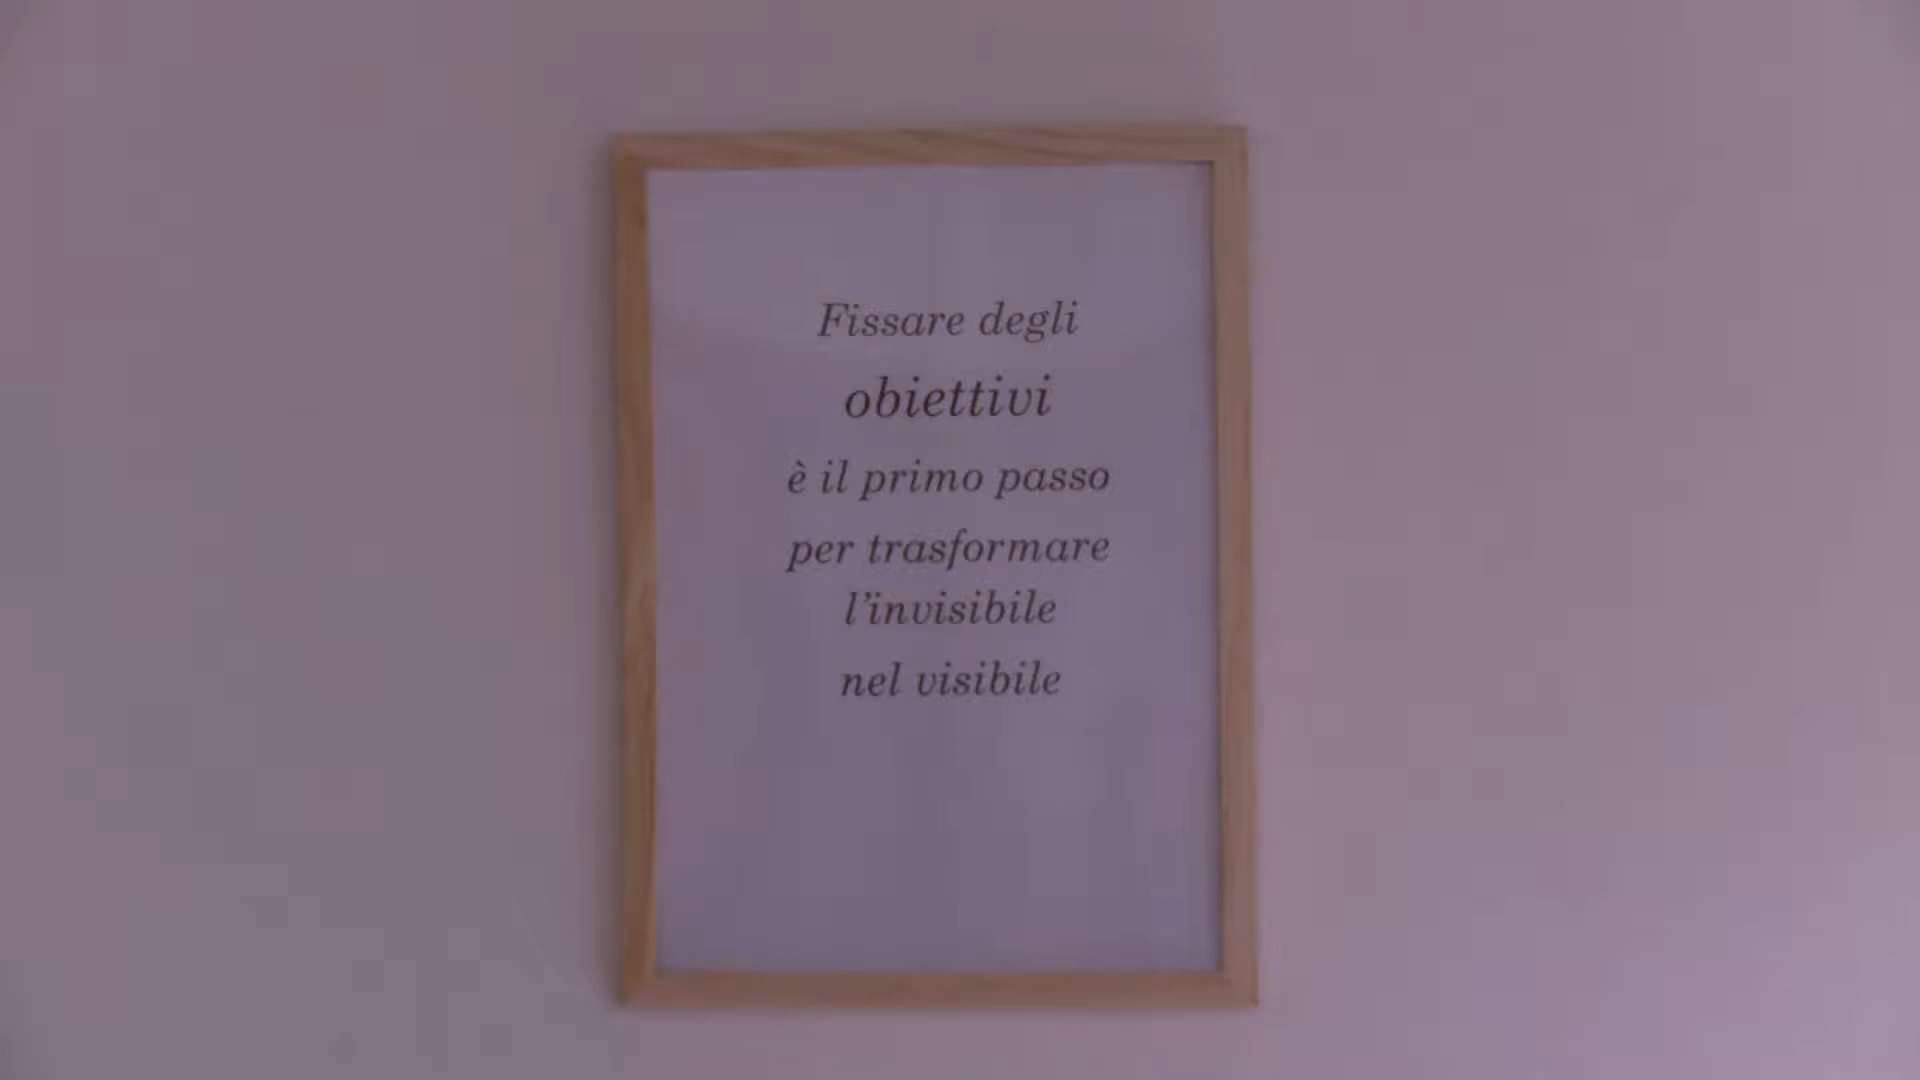 Fissare degli
obiettivi
è il primo passo
per trasformare
l’invisibile
nel visibile